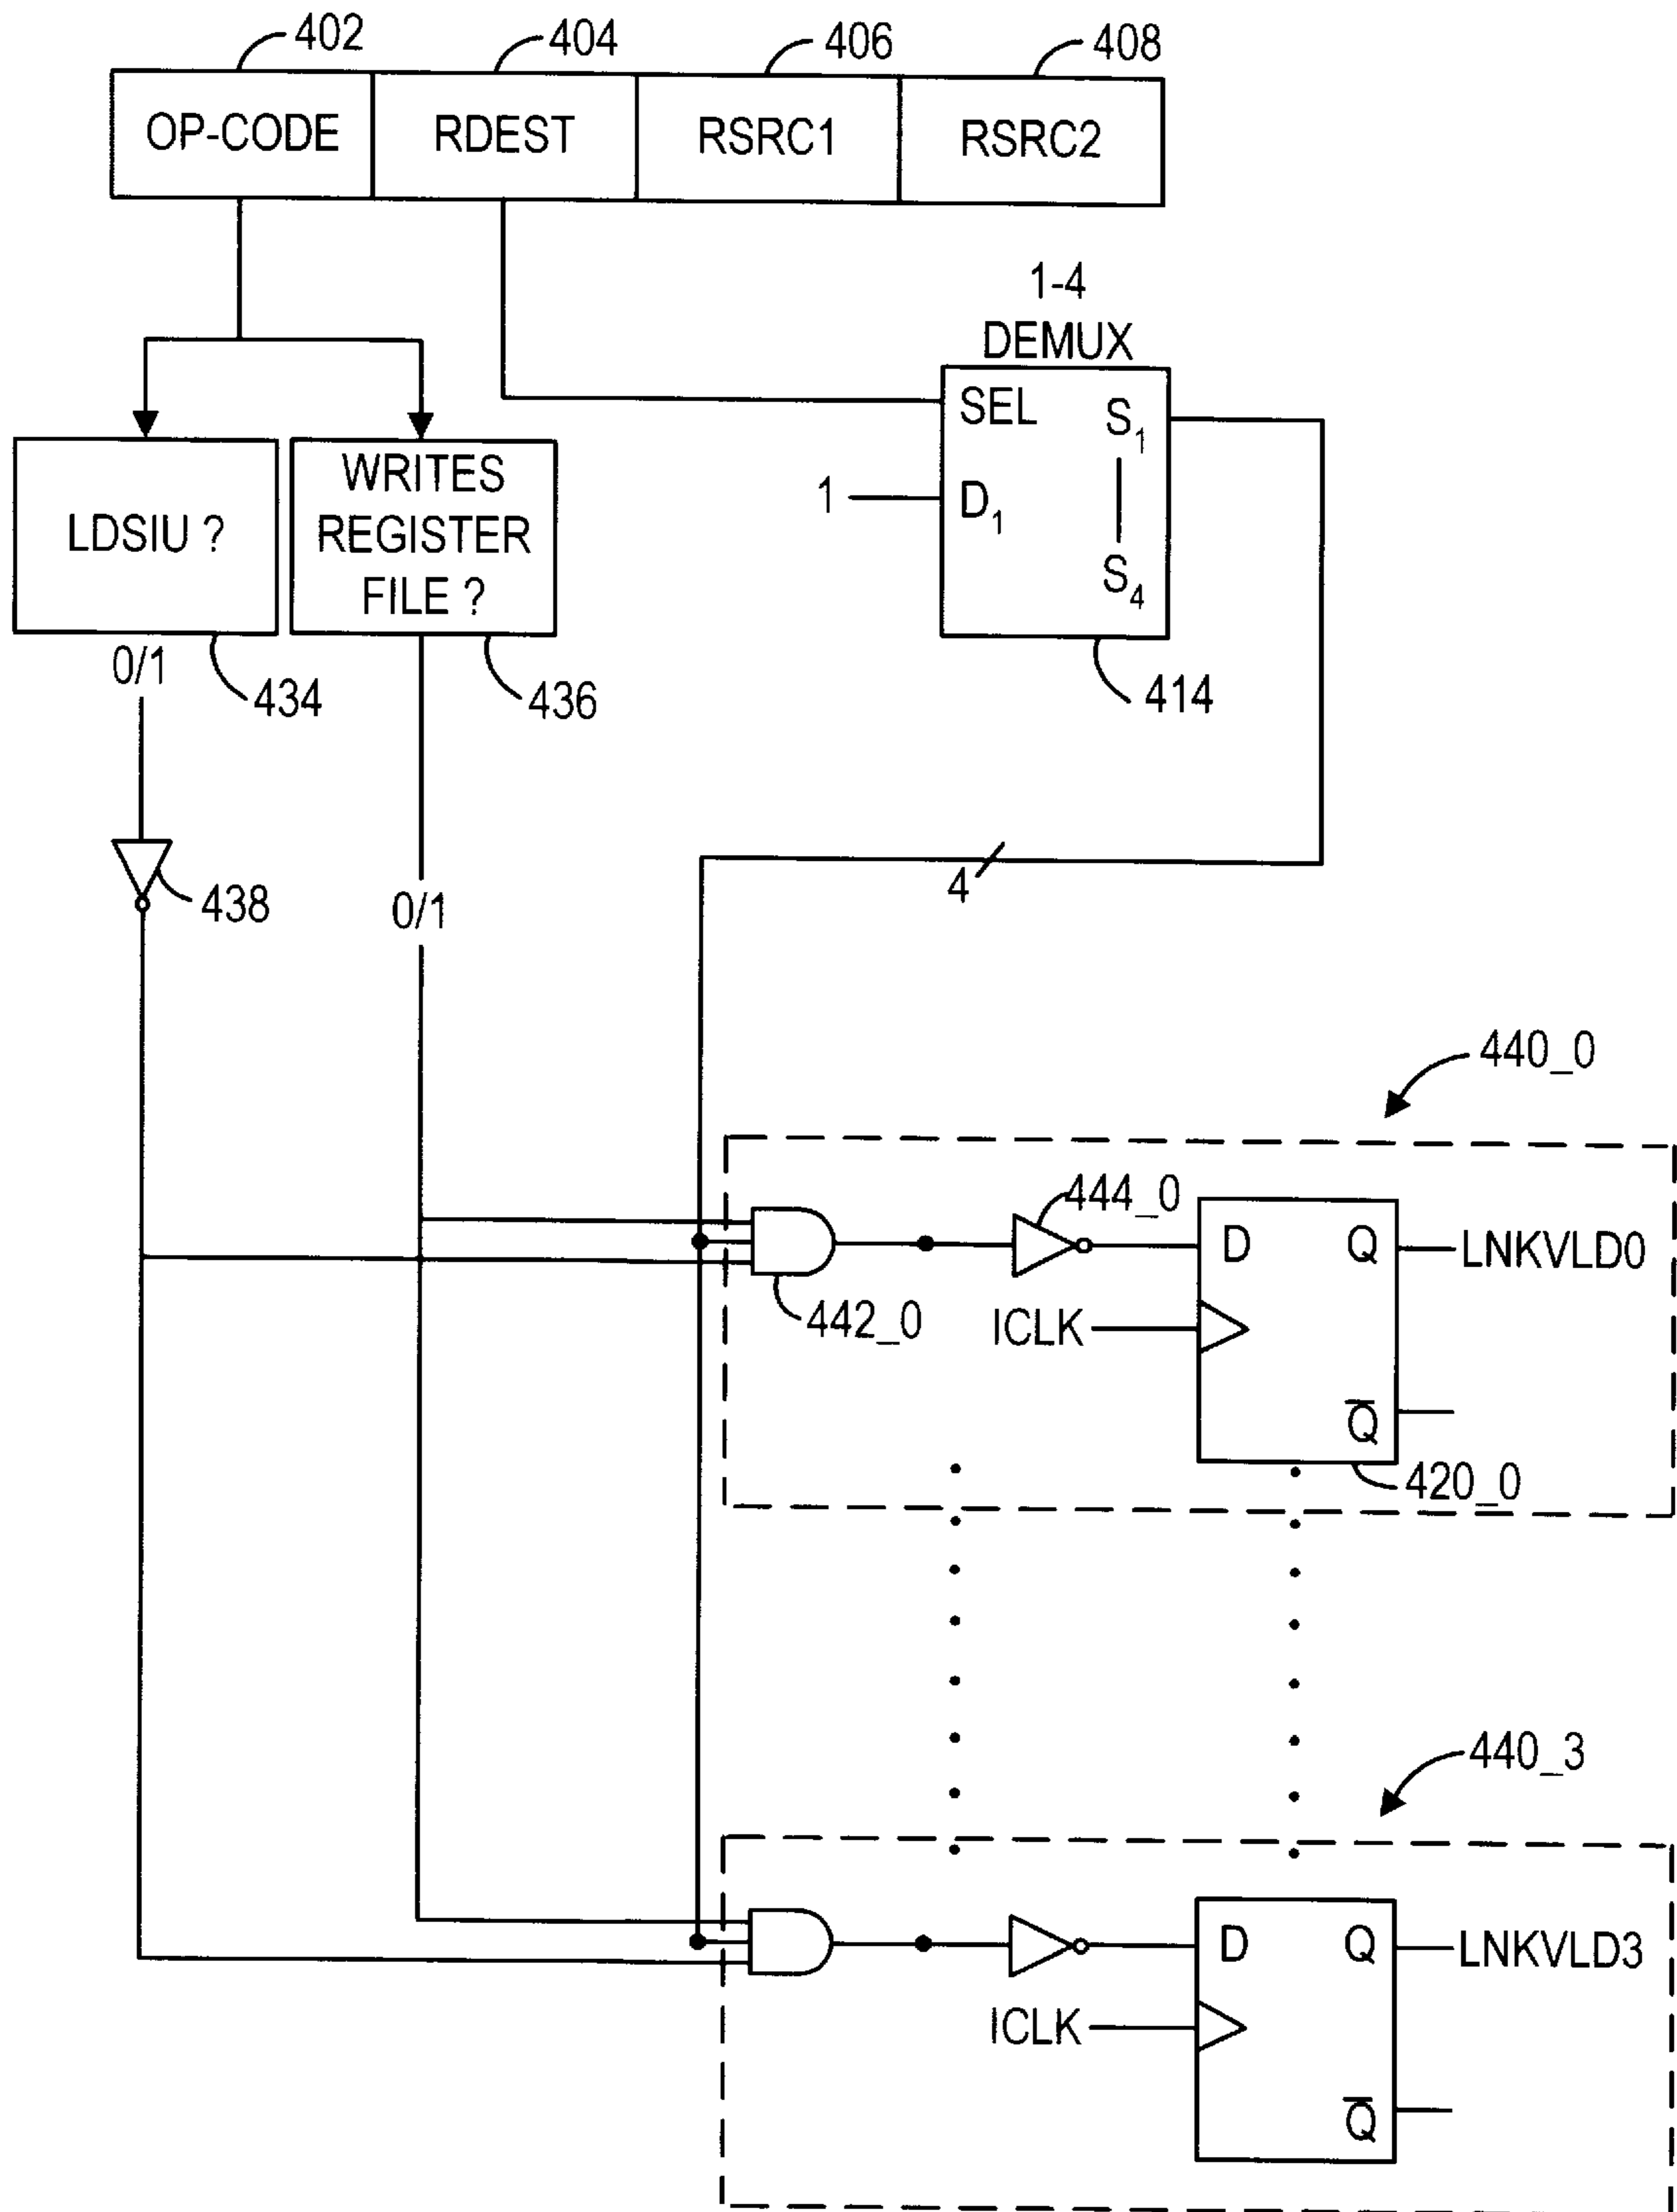 402
404
406
408
OP-CODE
RDEST
RSRC1
RSRC2
1-4
DEMUX
SEL
S1
1
D1
S4
LDSIU ?
WRITES
REGISTER
FILE ?
0/1
434
436
414
438
0/1
4
440_0
444_0
D
Q
LNKVLD0
442_0
ICLK
Q̅
420_0
440_3
D
Q
LNKVLD3
ICLK
Q̅